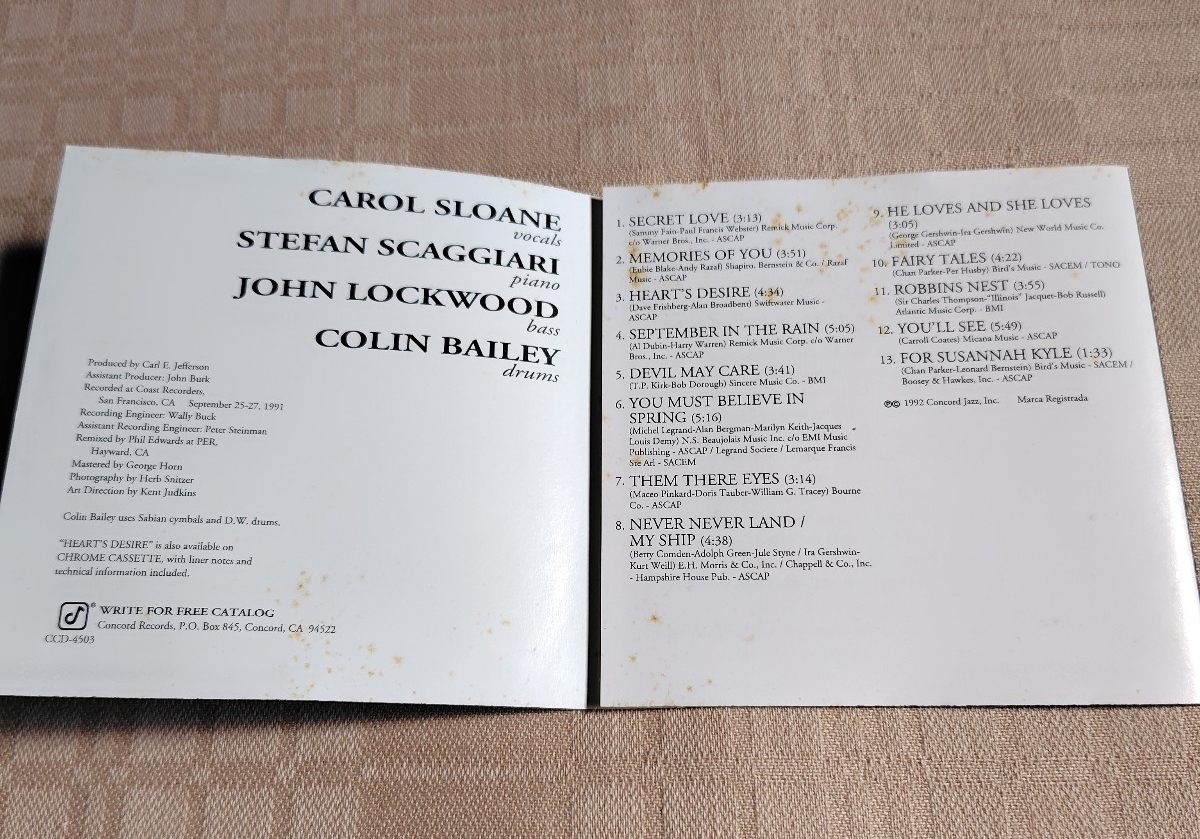 CAROL SLOANE
vocals
STEFAN SCAGGIARI
piano
JOHN LOCKWOOD
bass
COLIN BAILEY
drums
Produced by Carl E. Jefferson
Assistant Producer: John Burk
Recorded at Coast Recorders,
San Francisco, CA September 25-27, 1991
Recording Engineer: Wally Buck
Assistant Recording Engineer: Peter Steinman
Remixed by Phil Edwards at PER,
Hayward, CA
Mastered by George Horn
Photography by Herb Snitzer
Art Direction by Kent Judkins
Colin Bailey uses Sabian cymbals and D.W. drums.
"HEART'S DESIRE" is also available on
CHROME CASSETTE, with liner notes and
technical information included.
® WRITE FOR FREE CATALOG
Concord Records, P.O. Box 845, Concord, CA 94522
CCD-4503
1. SECRET LOVE (3:13)
(Sammy Fain-Paul Francis Webster) Remick Music Corp.
c/o Warner Bros., Inc. - ASCAP
2. MEMORIES OF YOU (3:51)
(Eubie Blake-Andy Razaf) Shapiro, Bernstein & Co. / Razaf
Music - ASCAP
3. HEART'S DESIRE (4:34)
(Dave Frishberg-Alan Broadbent) Swiftwater Music -
ASCAP
4. SEPTEMBER IN THE RAIN (5:05)
(Al Dubin-Harry Warren) Remick Music Corp. c/o Warner
Bros., Inc. - ASCAP
5. DEVIL MAY CARE (3:41)
(T.P. Kirk-Bob Dorough) Sincere Music Co. - BMI
6. YOU MUST BELIEVE IN
SPRING (5:16)
(Michel Legrand-Alan Bergman-Marilyn Keith-Jacques
Louis Demy) N.S. Beaujolais Music Inc. c/o EMI Music
Publishing - ASCAP / Legrand Societe / Lemarque Francis
Ste Arl - SACEM
7. THEM THERE EYES (3:14)
(Maceo Pinkard-Doris Tauber-William G. Tracey) Bourne
Co. - ASCAP
8. NEVER NEVER LAND /
MY SHIP (4:38)
(Betty Comden-Adolph Green-Jule Styne / Ira Gershwin-
Kurt Weill) E.H. Morris & Co., Inc. / Chappell & Co., Inc.
- Hampshire House Pub. - ASCAP
9. HE LOVES AND SHE LOVES
(3:05)
(George Gershwin-Ira Gershwin) New World Music Co.
Limited - ASCAP
10. FAIRY TALES (4:22)
(Chan Parker-Per Husby) Bird's Music - SACEM / TONO
11. ROBBINS NEST (3:55)
(Sir Charles Thompson-"Illinois" Jacquet-Bob Russell)
Atlantic Music Corp. - BMI
12. YOU'LL SEE (5:49)
(Carroll Coates) Micana Music - ASCAP
13. FOR SUSANNAH KYLE (1:33)
(Chan Parker-Leonard Bernstein) Bird's Music - SACEM /
Boosey & Hawkes, Inc. - ASCAP
℗© 1992 Concord Jazz, Inc. Marca Registrada